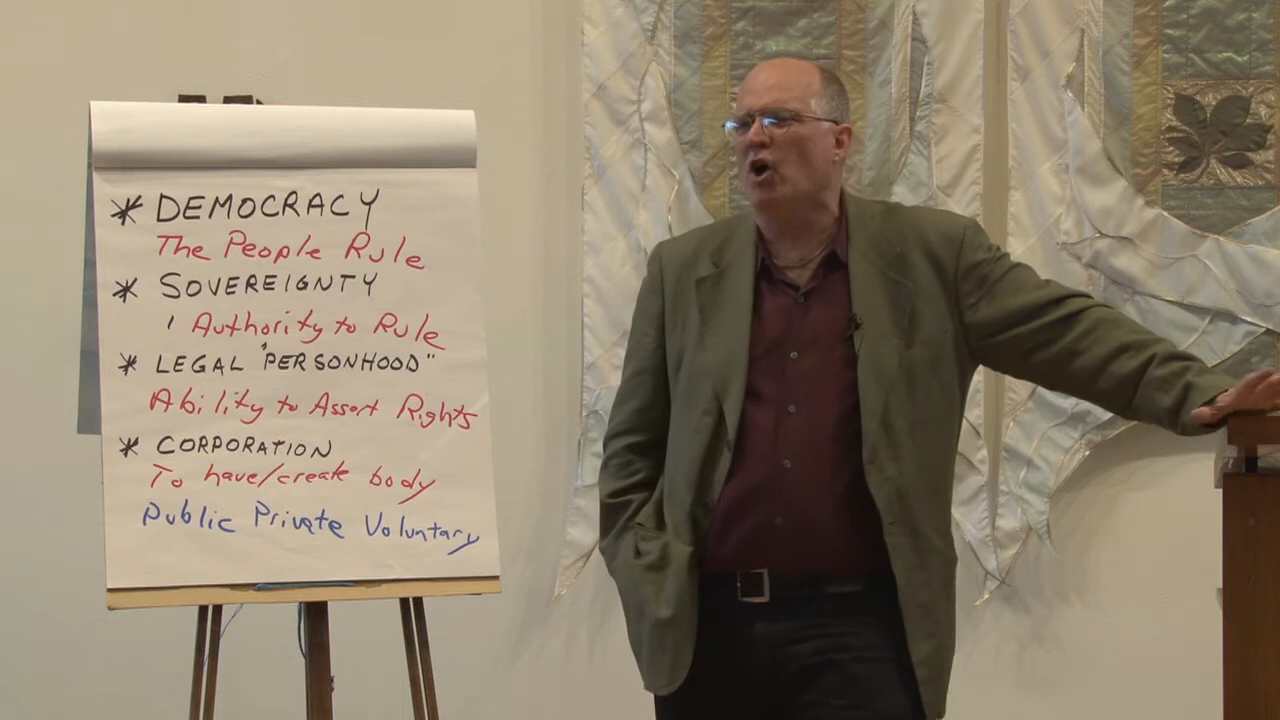 * DEMOCRACY
The People Rule
* SOVEREIGNTY
' Authority to Rule
* LEGAL "PERSONHOOD"
Ability to Assert Rights
* CORPORATION
To have/create body
Public Private Voluntary